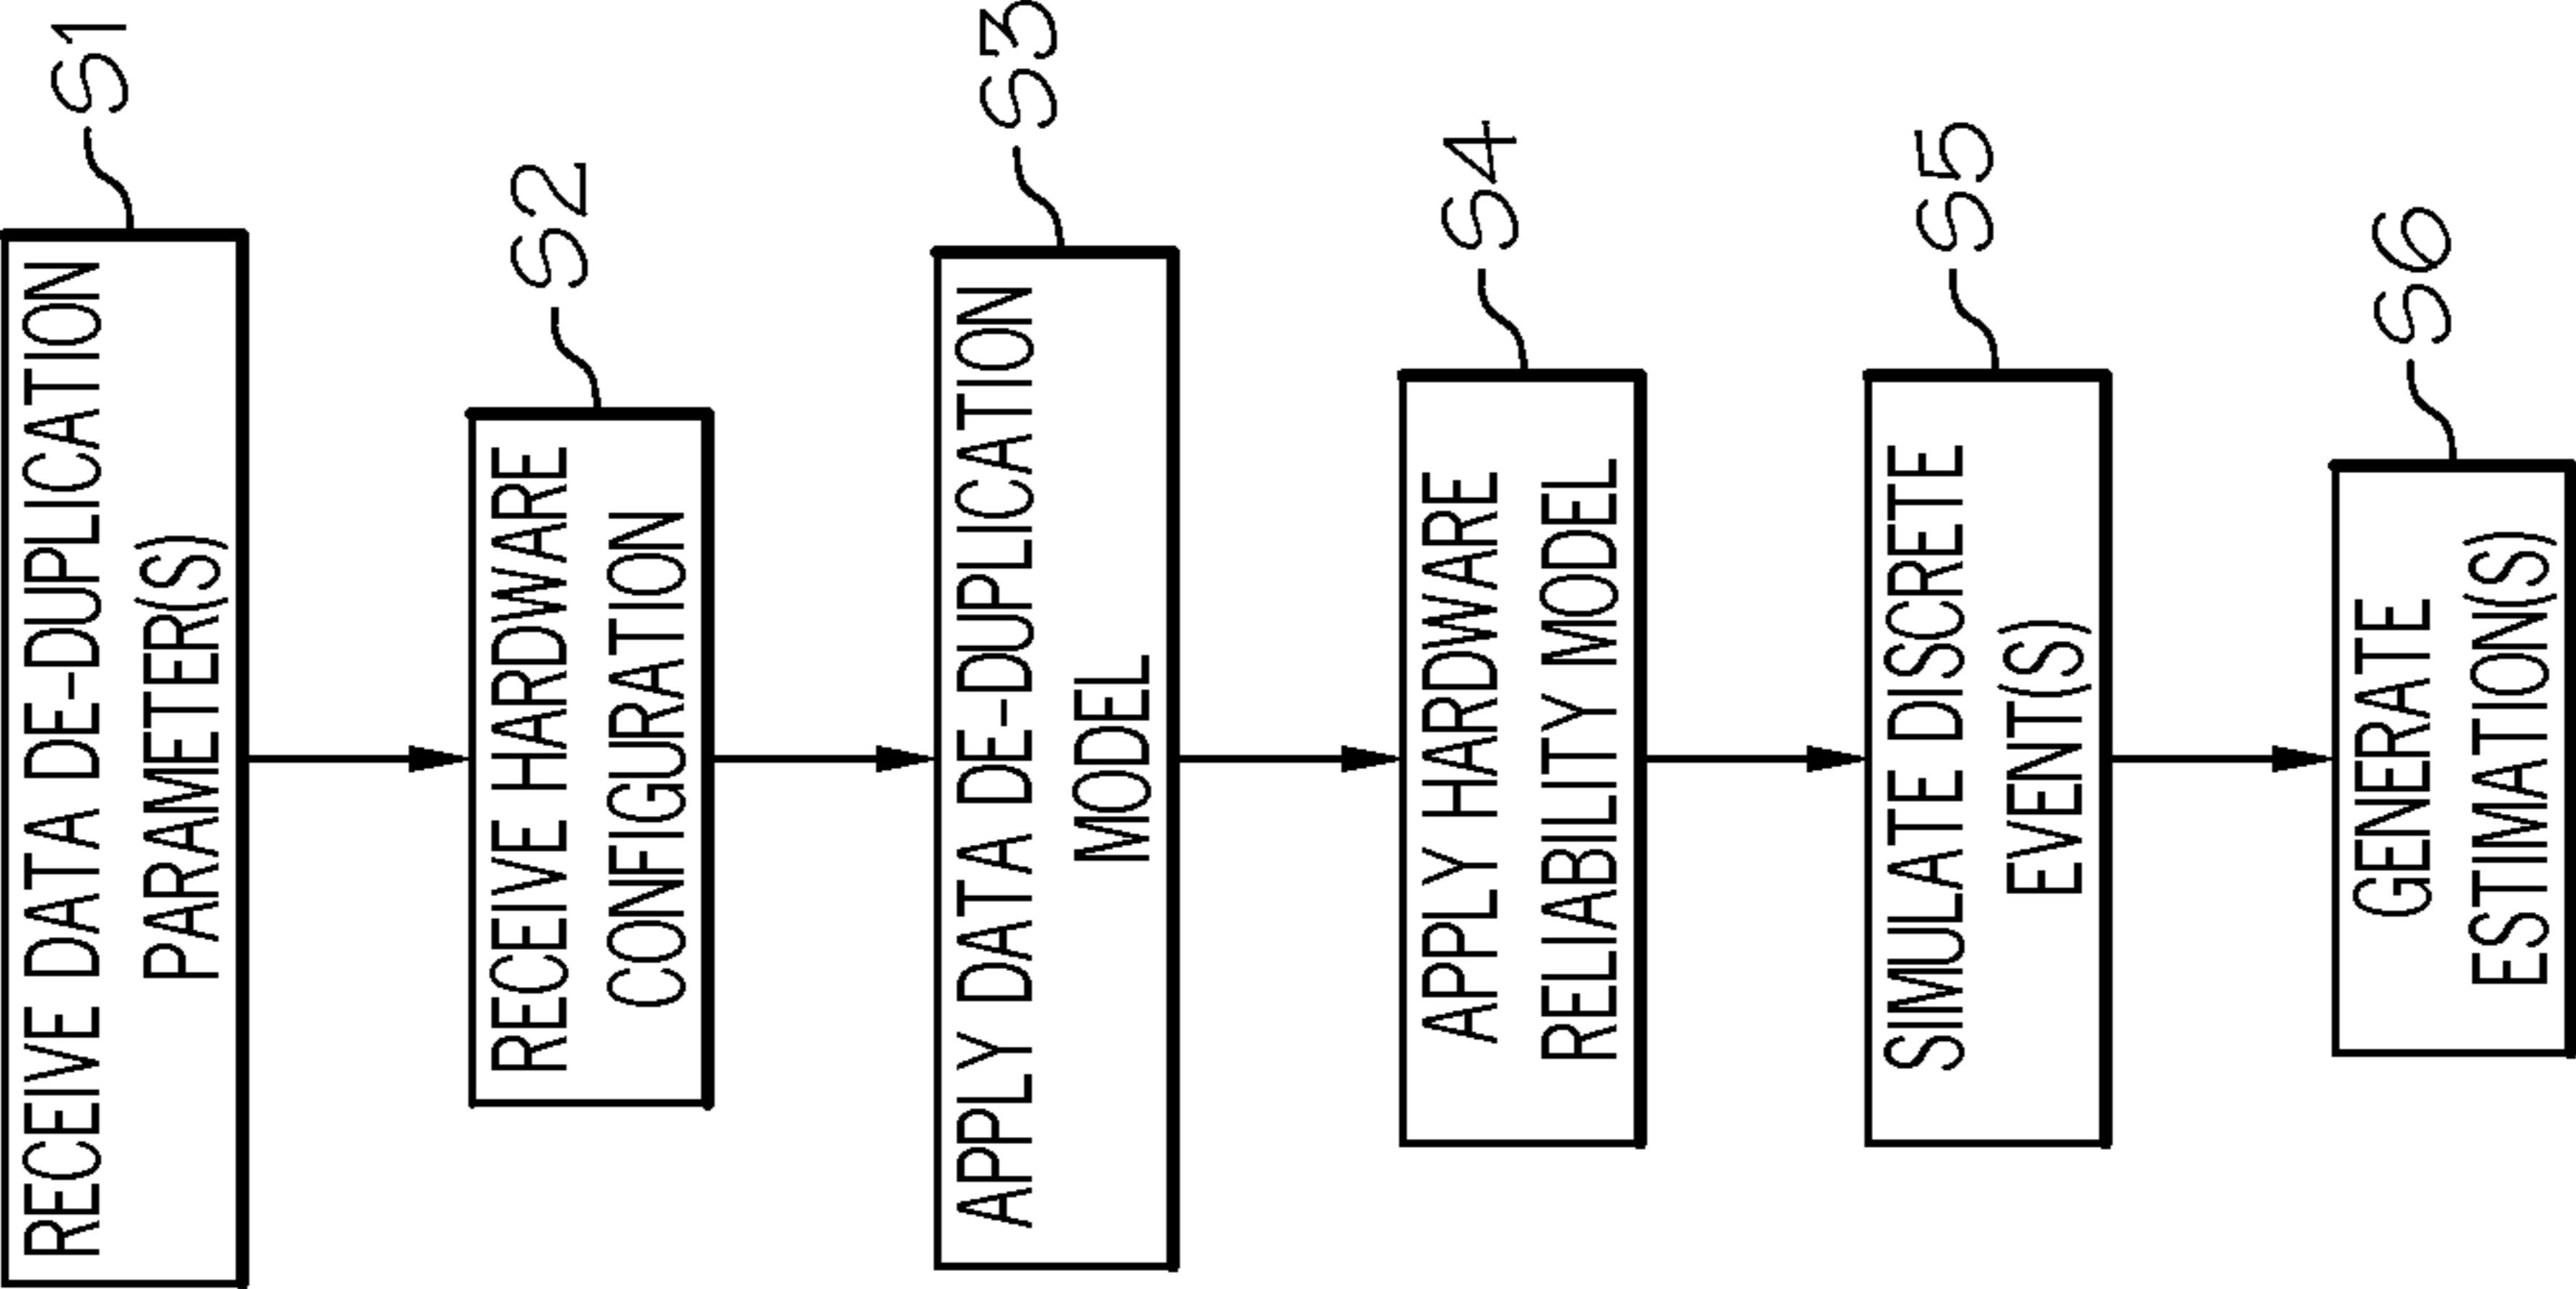 S1
RECEIVE DATA DE-DUPLICATION
PARAMETER(S)
S2
RECEIVE HARDWARE
CONFIGURATION
S3
APPLY DATA DE-DUPLICATION
MODEL
S4
APPLY HARDWARE
RELIABILITY MODEL
S5
SIMULATE DISCRETE
EVENT(S)
S6
GENERATE
ESTIMATION(S)